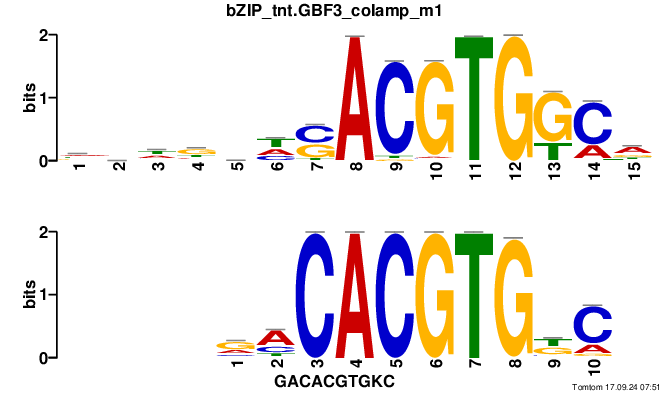 bZIP_tnt.GBF3_colamp_m1
2
1
0
bits
1 2 3 4 5 6 7 8 9 10 11 12 13 14 15
T
C
G
A
C
G
T
G
G
T
C
A
A
2
1
0
bits
1 2 3 4 5 6 7 8 9 10
G
A
C
A
C
G
T
G
T
G
C
A
GACACGTGKC
Tomtom 17.09.24 07:51